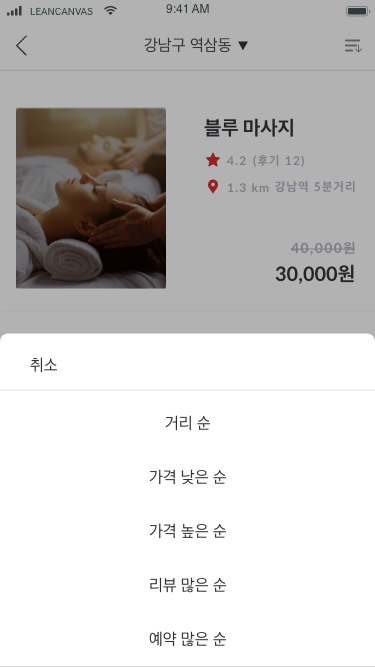 LEANCANVAS 9:41 AM
강남구 역삼동 ▼
블루 마사지
4.2 (후기 12)
1.3 km 강남역 5분거리
40,000원
30,000원
취소
거리 순
가격 낮은 순
가격 높은 순
리뷰 많은 순
예약 많은 순